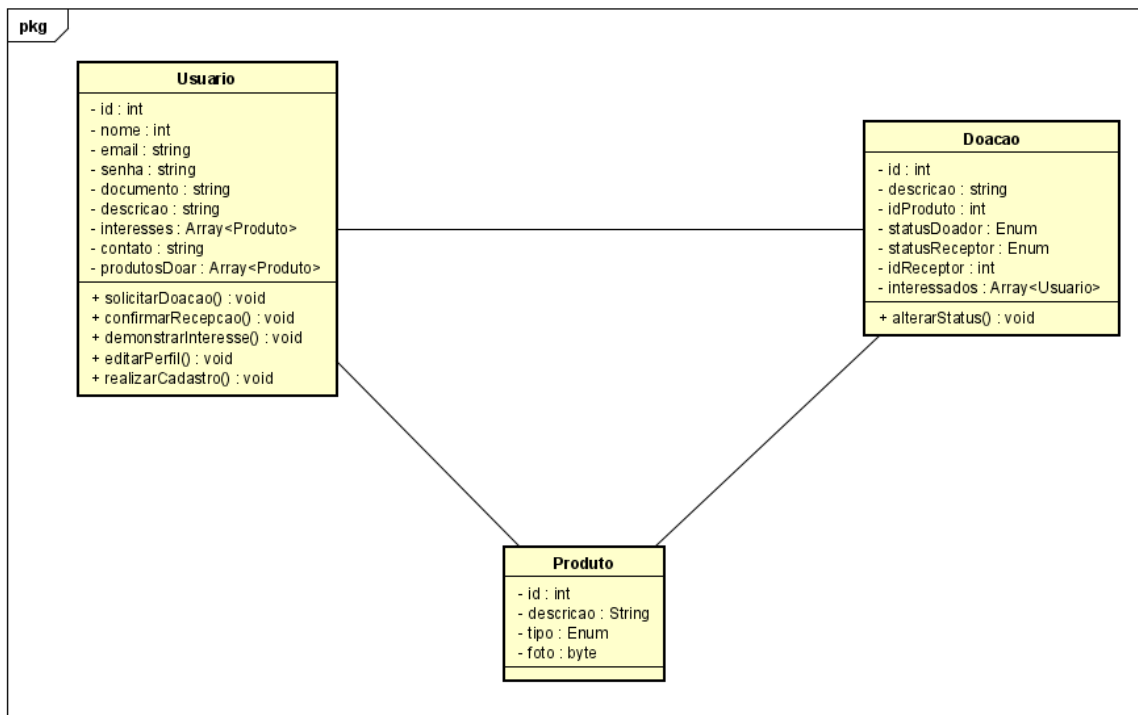 pkg
Usuario
- id : int
- nome : int
- email : string
- senha : string
- documento : string
- descricao : string
- interesses : Array<Produto>
- contato : string
- produtosDoar : Array<Produto>
+ solicitarDoacao() : void
+ confirmarRecepcao() : void
+ demonstrarInteresse() : void
+ editarPerfil() : void
+ realizarCadastro() : void
Doacao
- id : int
- descricao : string
- idProduto : int
- statusDoador : Enum
- statusReceptor : Enum
- idReceptor : int
- interessados : Array<Usuario>
+ alterarStatus() : void
Produto
- id : int
- descricao : String
- tipo : Enum
- foto : byte